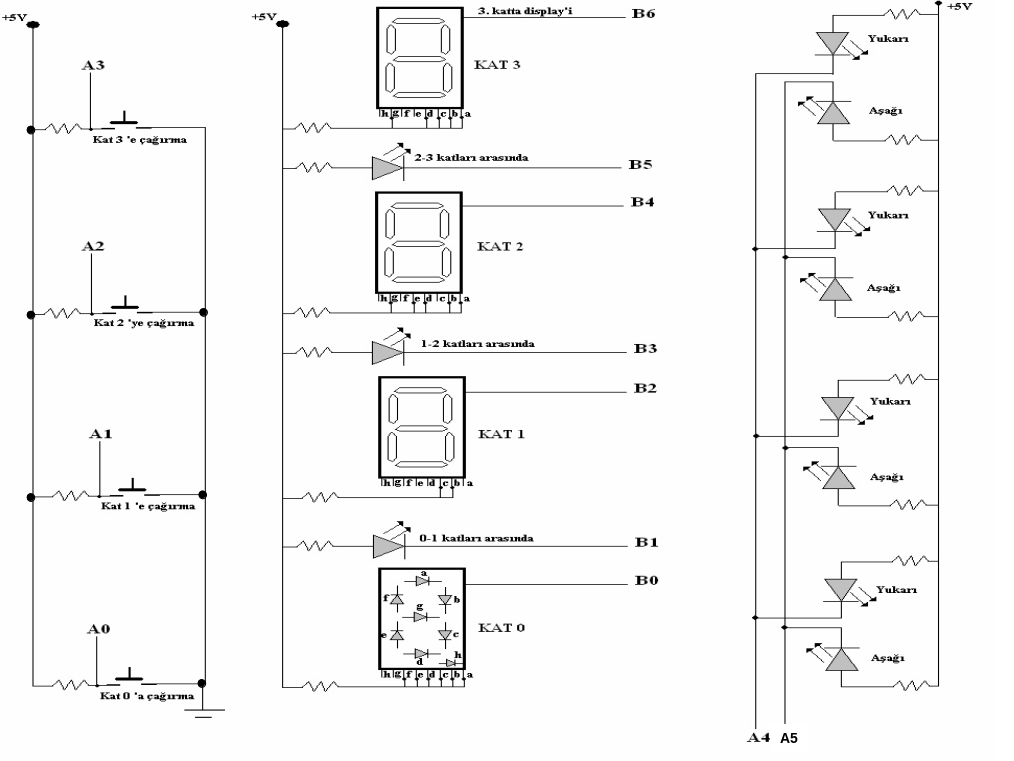 +5V
A3
Kat 3 'e çağırma
A2
Kat 2 'ye çağırma
A1
Kat 1 'e çağırma
A0
Kat 0 'a çağırma
+5V
3. katta display'i
B6
KAT 3
h g f e d c b a
2-3 katları arasında
B5
B4
KAT 2
h g f e d c b a
1-2 katları arasında
B3
B2
KAT 1
h g f e d c b a
0-1 katları arasında
B1
B0
a
f
b
g
e
c
d
h
KAT 0
h g f e d c b a
+5V
Yukarı
Aşağı
Yukarı
Aşağı
Yukarı
Aşağı
Yukarı
Aşağı
A4 A5